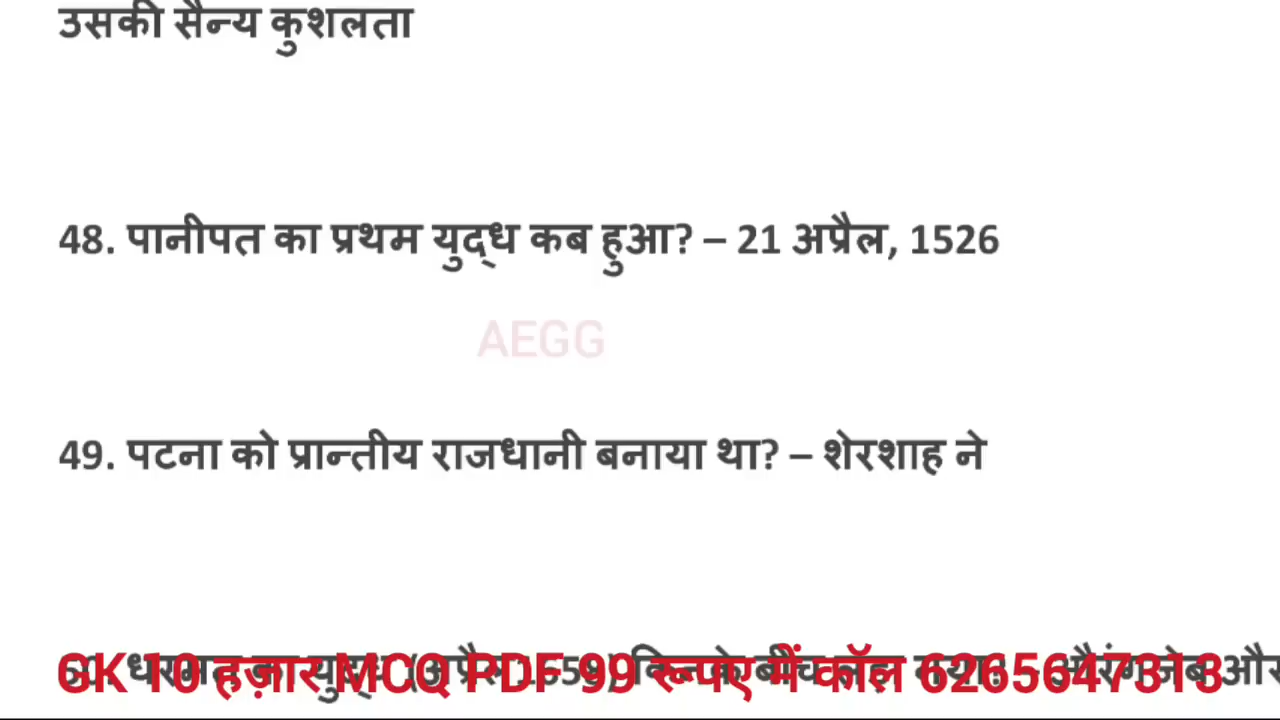 उसकी सैन्य कुशलता
48. पानीपत का प्रथम युद्ध कब हुआ? – 21 अप्रैल, 1526
AEGG
49. पटना को प्रान्तीय राजधानी बनाया था? – शेरशाह ने
GK 10 हज़ार MCQ PDF 99 रूपए में कॉल 6265647313